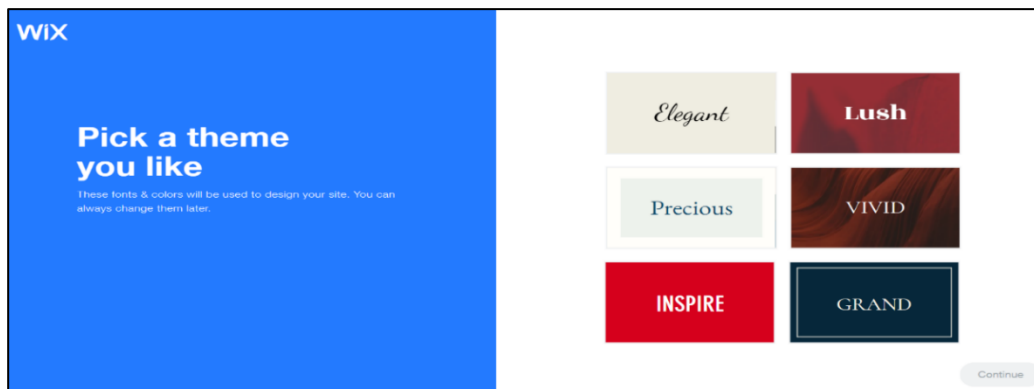 WiX
Pick a theme
you like
These fonts & colors will be used to design your site. You can
always change them later.
Elegant
Lush
Precious
VIVID
INSPIRE
GRAND
Continue